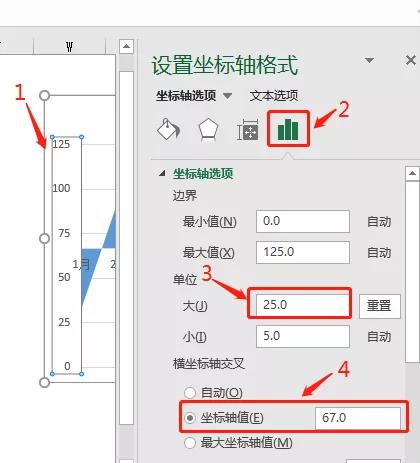 W
设置坐标轴格式
坐标轴选项 文本选项
1
2
坐标轴选项
边界
最小值(N) 0.0 自动
最大值(X) 125.0 自动
单位
3
大(J) 25.0 重置
小(I) 5.0 自动
横坐标轴交叉
4
自动(O)
坐标轴值(E) 67.0
最大坐标轴值(M)
125
100
75
1月 2
50
25
0